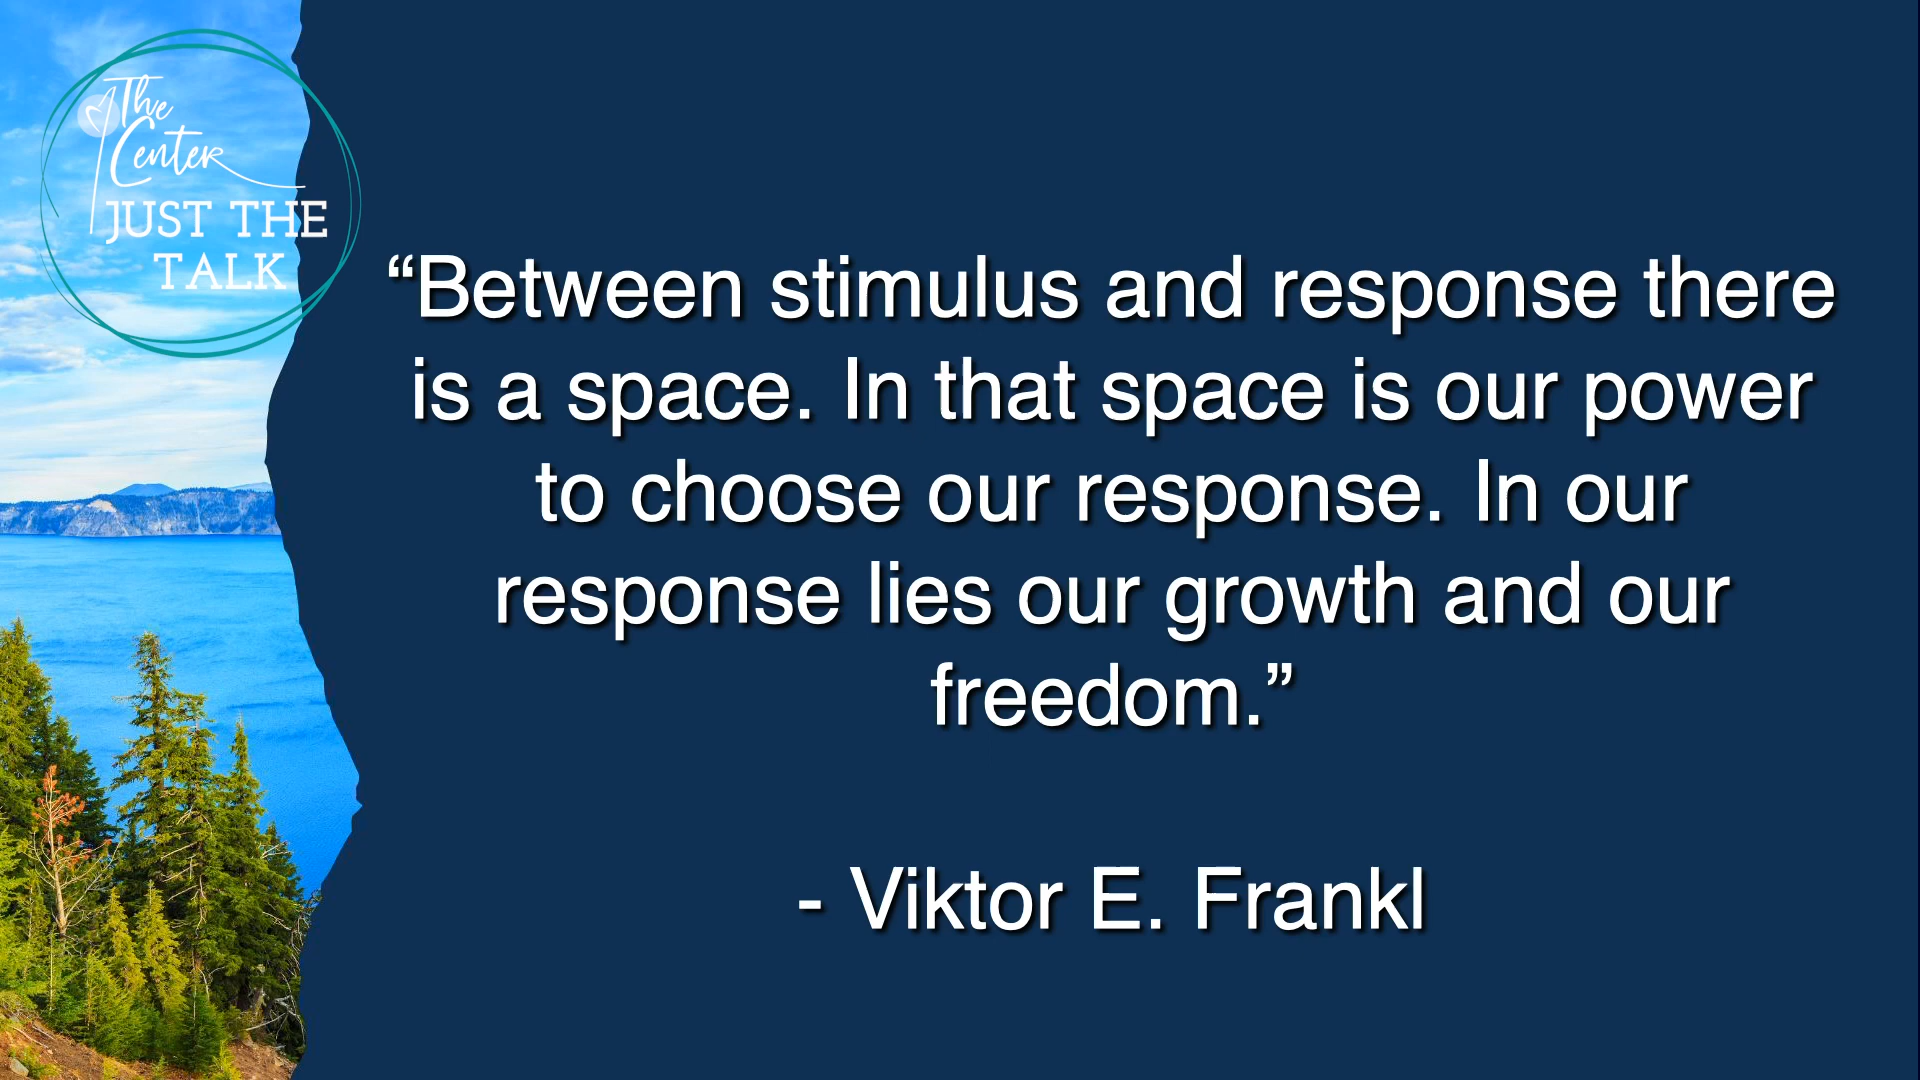 The
Center
JUST THE
TALK
“Between stimulus and response there
is a space. In that space is our power
to choose our response. In our
response lies our growth and our
freedom.”
- Viktor E. Frankl